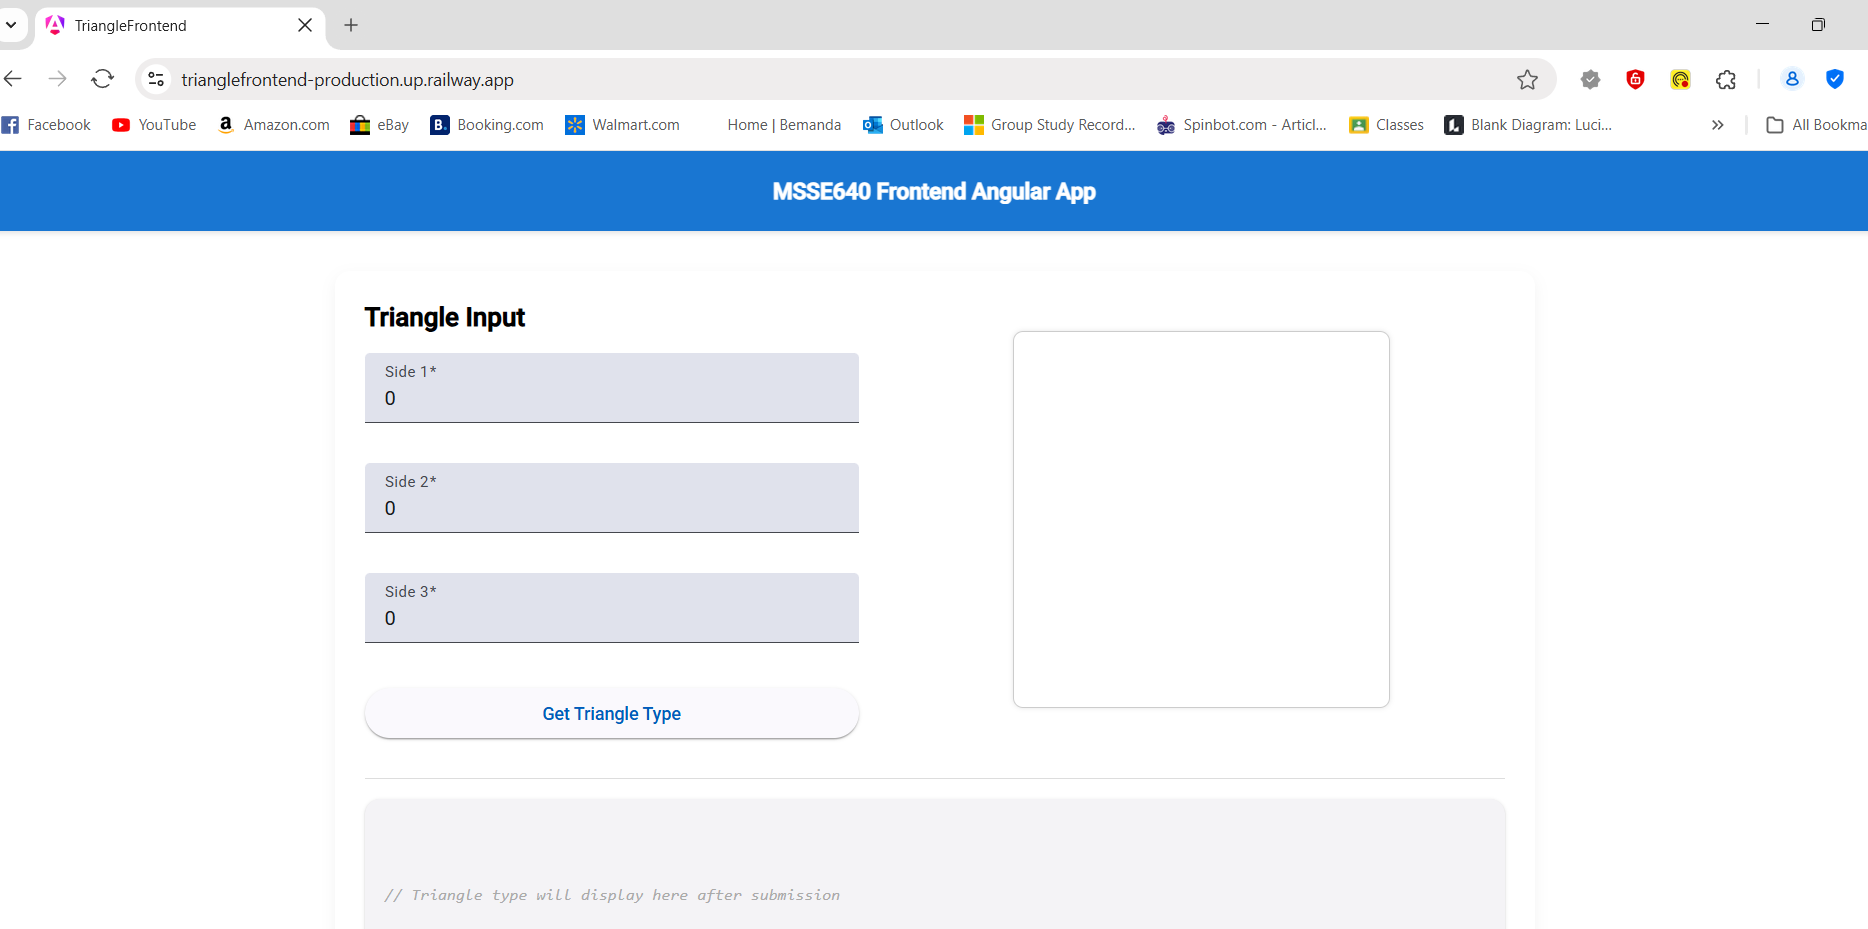 TriangleFrontend
trianglefrontend-production.up.railway.app
Facebook YouTube Amazon.com eBay Booking.com Walmart.com Home | Bemanda Outlook Group Study Record... Spinbot.com - Articl... Classes Blank Diagram: Luci... » All Bookma
MSSE640 Frontend Angular App
Triangle Input
Side 1*
0
Side 2*
0
Side 3*
0
Get Triangle Type
// Triangle type will display here after submission